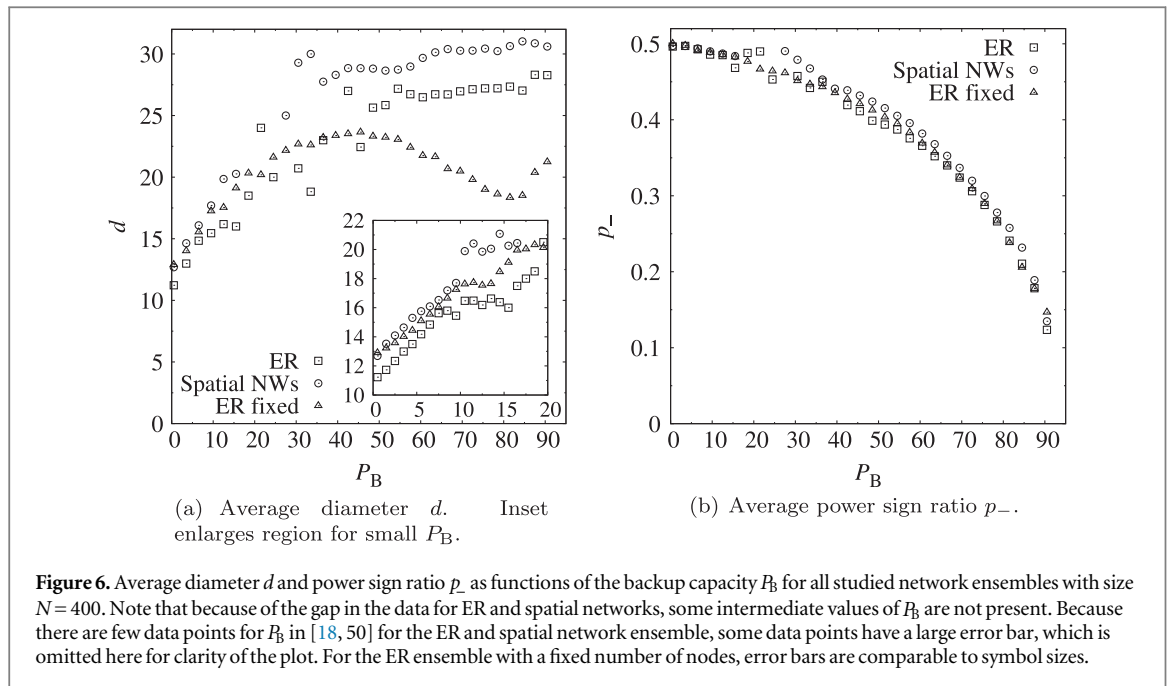 30
25
20
15
10
5
0
d
0 10 20 30 40 50 60 70 80 90
P_B
ER
Spatial NWs
ER fixed
22
20
18
16
14
12
10
0 5 10 15 20
(a) Average diameter d. Inset
enlarges region for small P_B.
0.5
0.4
0.3
0.2
0.1
0
p_−
0 10 20 30 40 50 60 70 80 90
P_B
ER
Spatial NWs
ER fixed
(b) Average power sign ratio p_−.
Figure 6. Average diameter d and power sign ratio p_− as functions of the backup capacity P_B for all studied network ensembles with size
N = 400. Note that because of the gap in the data for ER and spatial networks, some intermediate values of P_B are not present. Because
there are few data points for P_B in [18, 50] for the ER and spatial network ensemble, some data points have a large error bar, which is
omitted here for clarity of the plot. For the ER ensemble with a fixed number of nodes, error bars are comparable to symbol sizes.